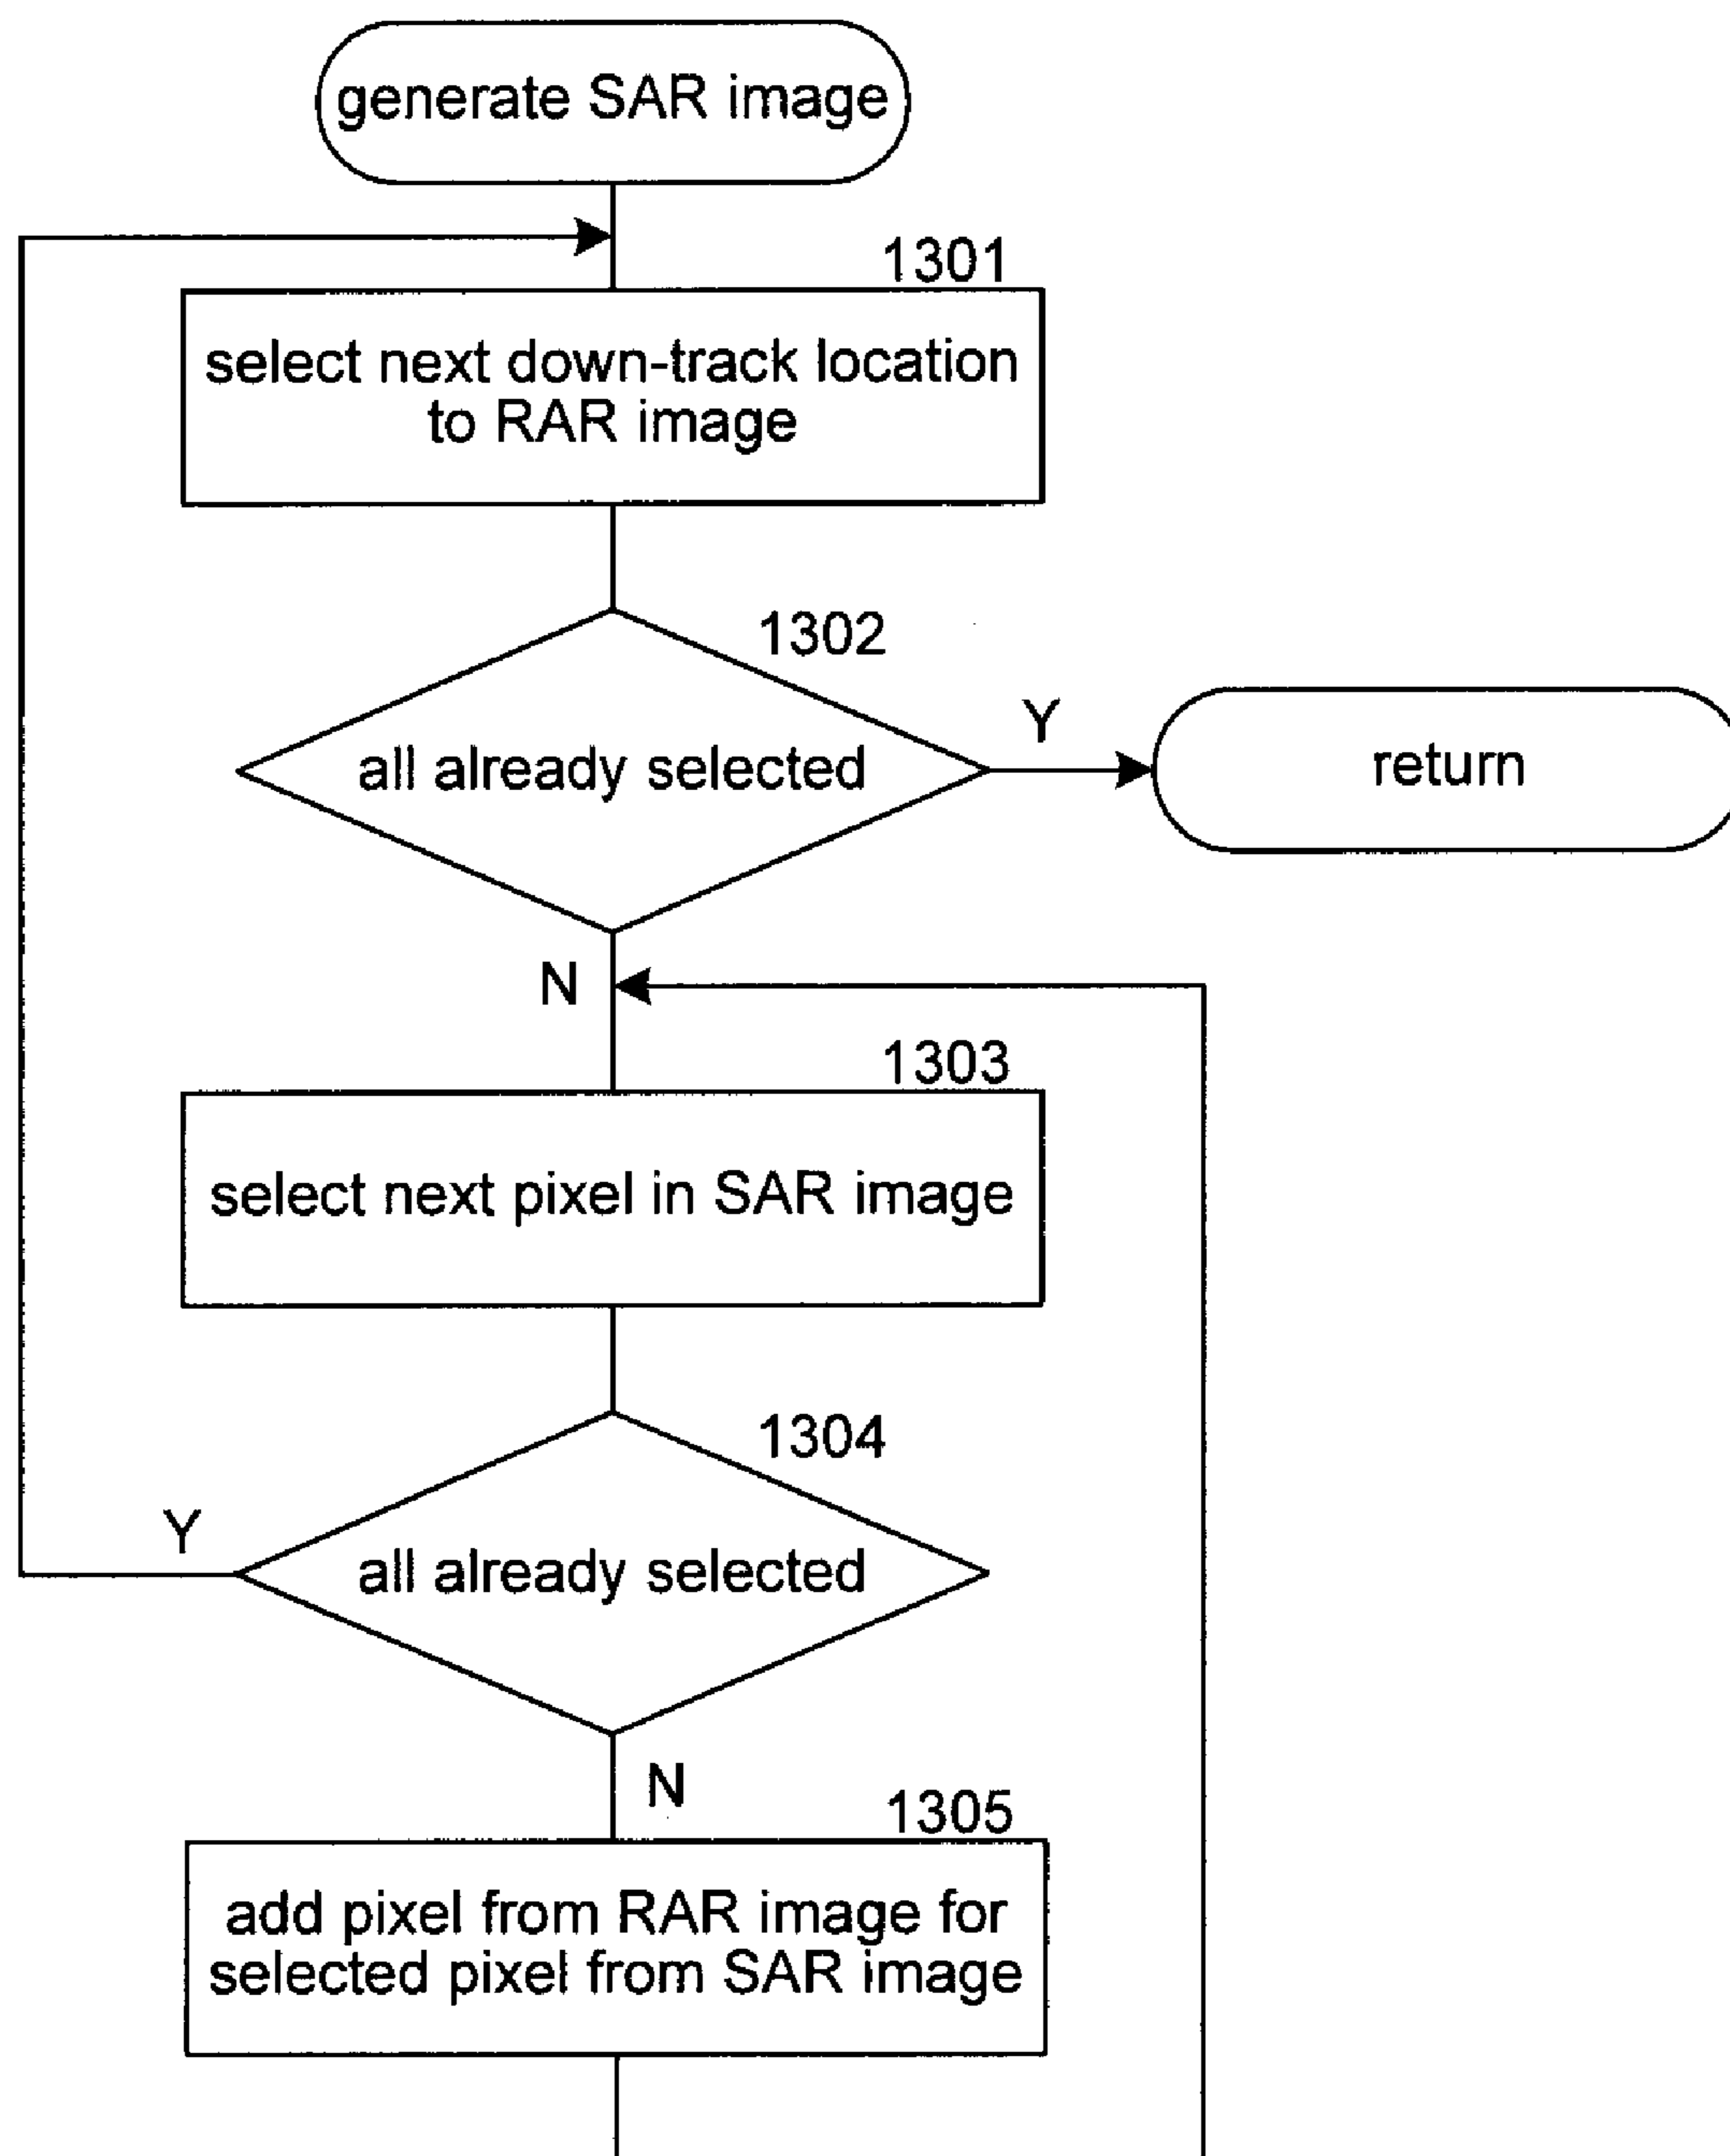 generate SAR image
1301
select next down-track location
to RAR image
1302
all already selected
Y
return
N
1303
select next pixel in SAR image
1304
Y
all already selected
N
1305
add pixel from RAR image for
selected pixel from SAR image